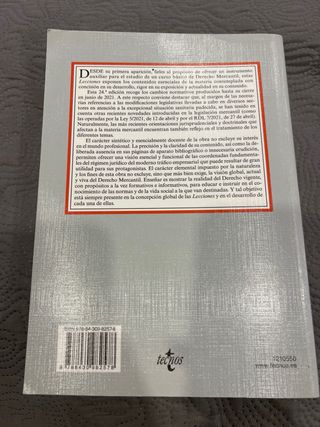 DESDE su primera aparición, fieles al propósito de ofrecer un instrumento
auxiliar para el estudio de un curso básico de Derecho Mercantil, estas
Lecciones exponen los contenidos esenciales de la materia contemplada con
concisión en su desarrollo, rigor en su exposición y actualidad en su contenido.
Esta 24.ª edición recoge los cambios normativos producidos hasta su cierre
en junio de 2021. A este respecto conviene destacar que, al margen de las necesa-
rias referencias a las modificaciones legislativas llevadas a cabo en diversos sec-
tores en atención a la excepcional situación sanitaria padecida, se han tenido en
cuenta otras recientes novedades introducidas en la legislación mercantil (como
las operadas por la Ley 5/2021, de 12 de abril y por el RDL 7/2021, de 27 de abril).
Naturalmente, las más recientes orientaciones jurisprudenciales y doctrinales que
afectan a la materia mercantil encuentran también reflejo en el tratamiento de los
diferentes temas.
El carácter sintético y esencialmente docente de la obra no excluye su interés
en el mundo profesional. La precisión y la claridad de su contenido, así como la de-
liberada ausencia en sus páginas de aparato bibliográfico o innecesaria erudición,
permiten ofrecer una visión esencial y funcional de las coordenadas fundamenta-
les del régimen jurídico del moderno tráfico empresarial que puede resultar de gran
utilidad para sus protagonistas. El carácter elemental impuesto por la naturaleza
y los fines de esta obra no excluye, sino que más bien exige, la visión global, actual
y viva del Derecho Mercantil. Enseñar es mostrar la realidad del Derecho vigente,
con propósitos a la vez formativos e informativos, para educar e instruir en el co-
nocimiento de las normas y de la vida social a la que van destinadas. Y tal objetivo
está siempre presente en la concepción global de las Lecciones y en el desarrollo de
cada una de ellas.
ISBN 978-84-309-8257-8
9 788430 982578
tecnos
1210550
www.tecnos.es